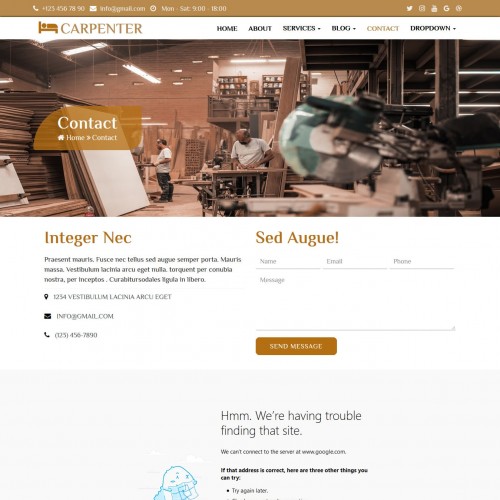 +123 456 78 90 Info@gmail.com Mon - Sat: 9:00 - 18:00
CARPENTER HOME ABOUT SERVICES BLOG CONTACT DROPDOWN
Contact
Home » Contact
Integer Nec
Praesent mauris. Fusce nec tellus sed augue semper porta. Mauris
massa. Vestibulum lacinia arcu eget nulla. torquent per conubia
nostra, per inceptos . Curabitursodales ligula in libero.
1234 VESTIBULUM LACINIA ARCU EGET
INFO@GMAIL.COM
(123) 456-7890
Sed Augue!
Name Email Phone
Message
SEND MESSAGE
Hmm. We're having trouble
finding that site.
We can't connect to the server at www.google.com.
If that address is correct, here are three other things you
can try:
• Try again later.